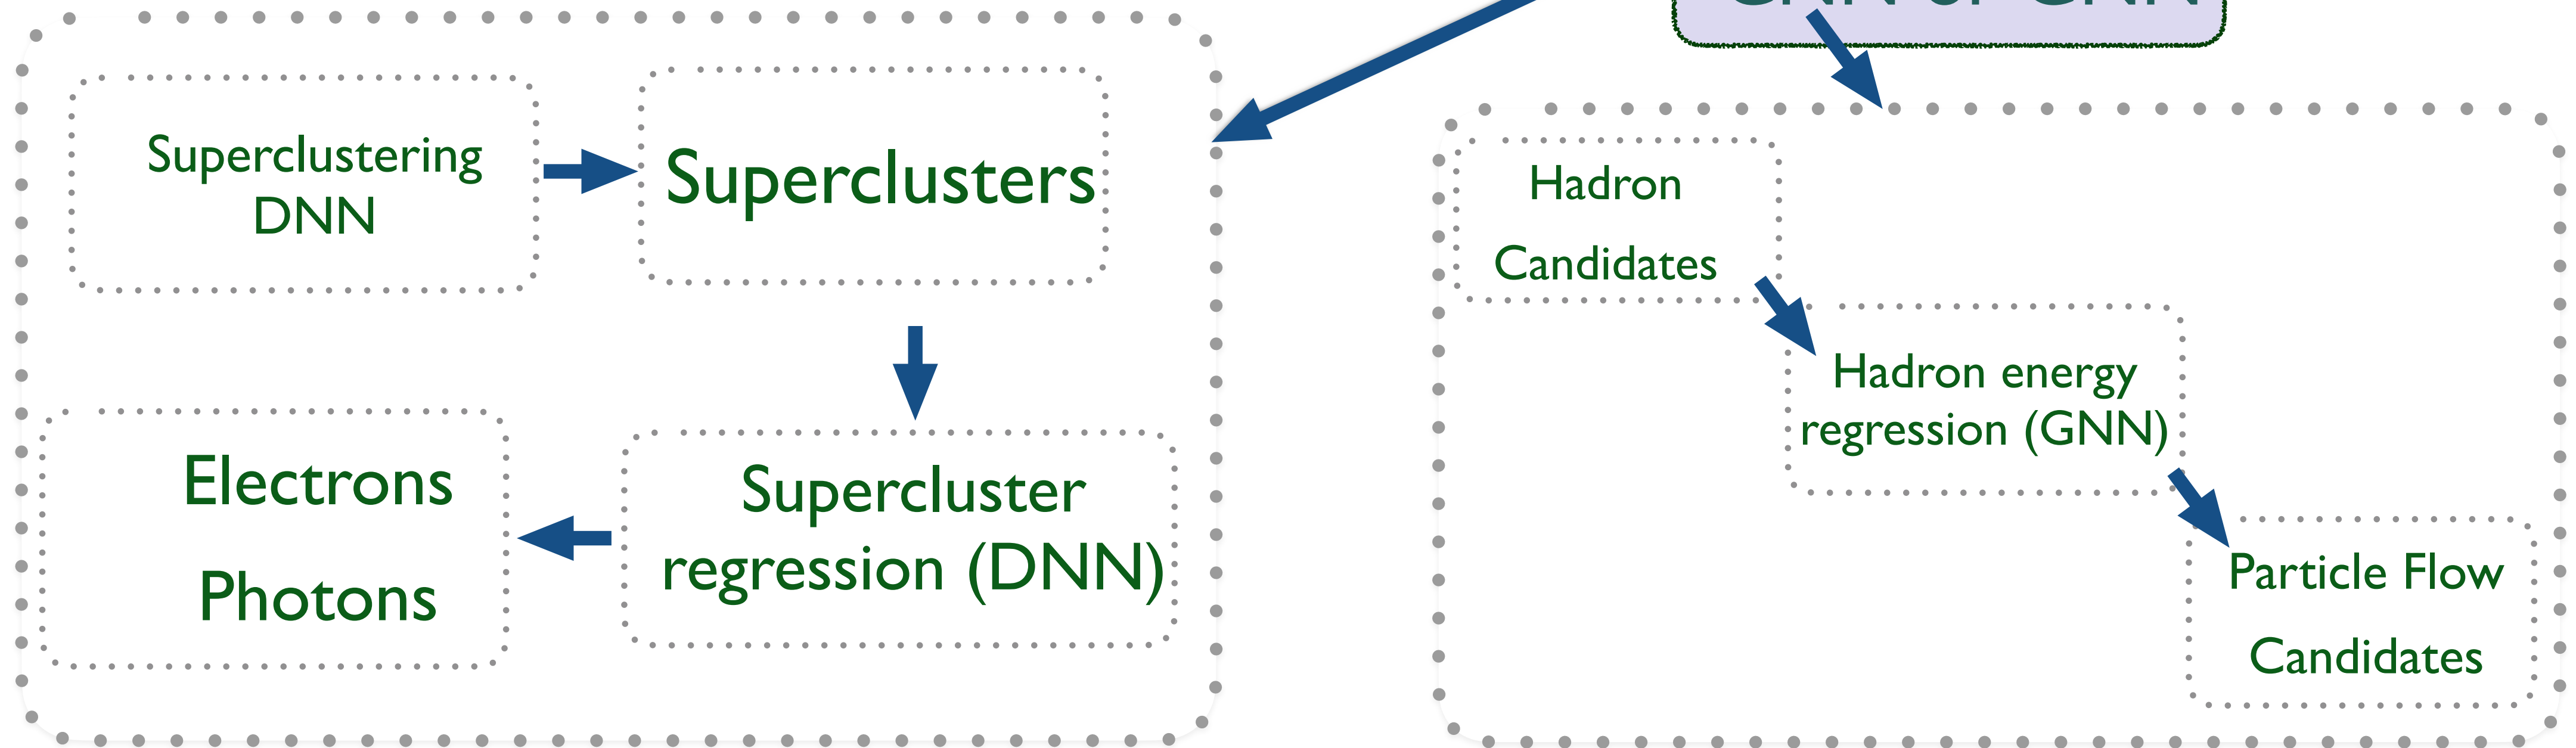 Superclustering
DNN
Superclusters
Electrons
Photons
Supercluster
regression (DNN)
Hadron
Candidates
Hadron energy
regression (GNN)
Particle Flow
Candidates